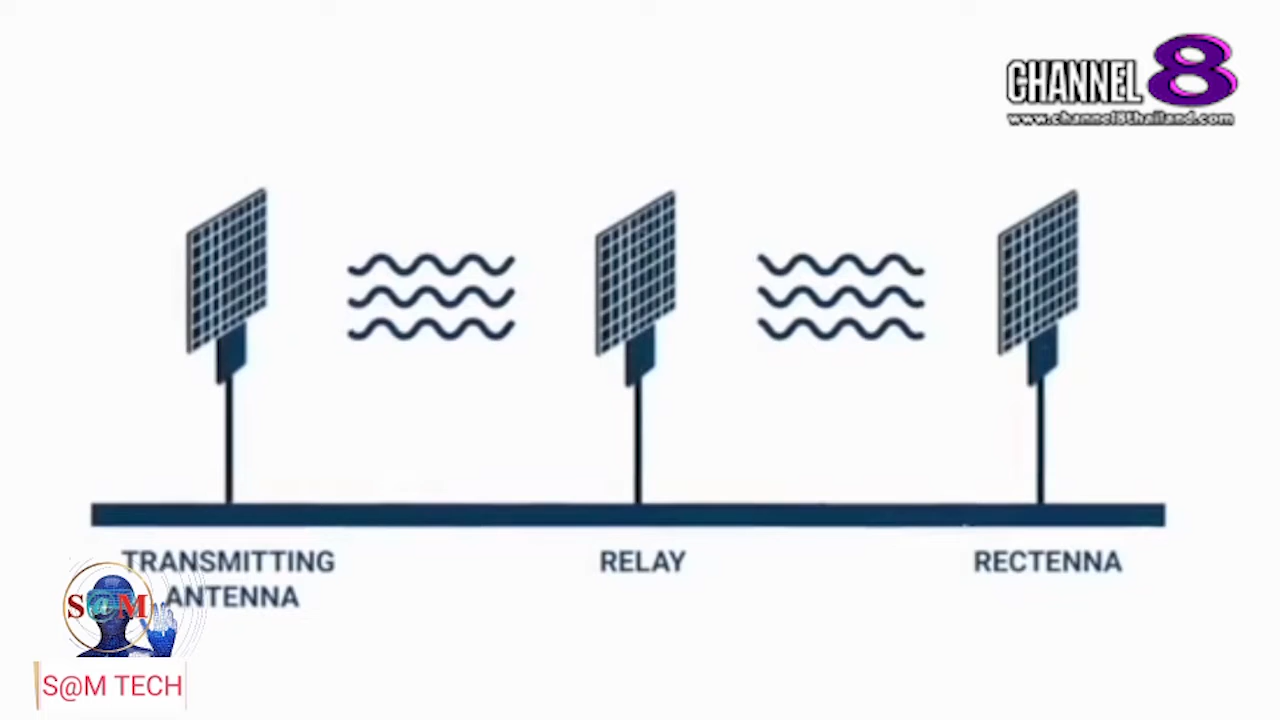 CHANNEL 8
www.channel8thailand.com
TRANSMITTING
ANTENNA
RELAY
RECTENNA
S@M
S@M TECH